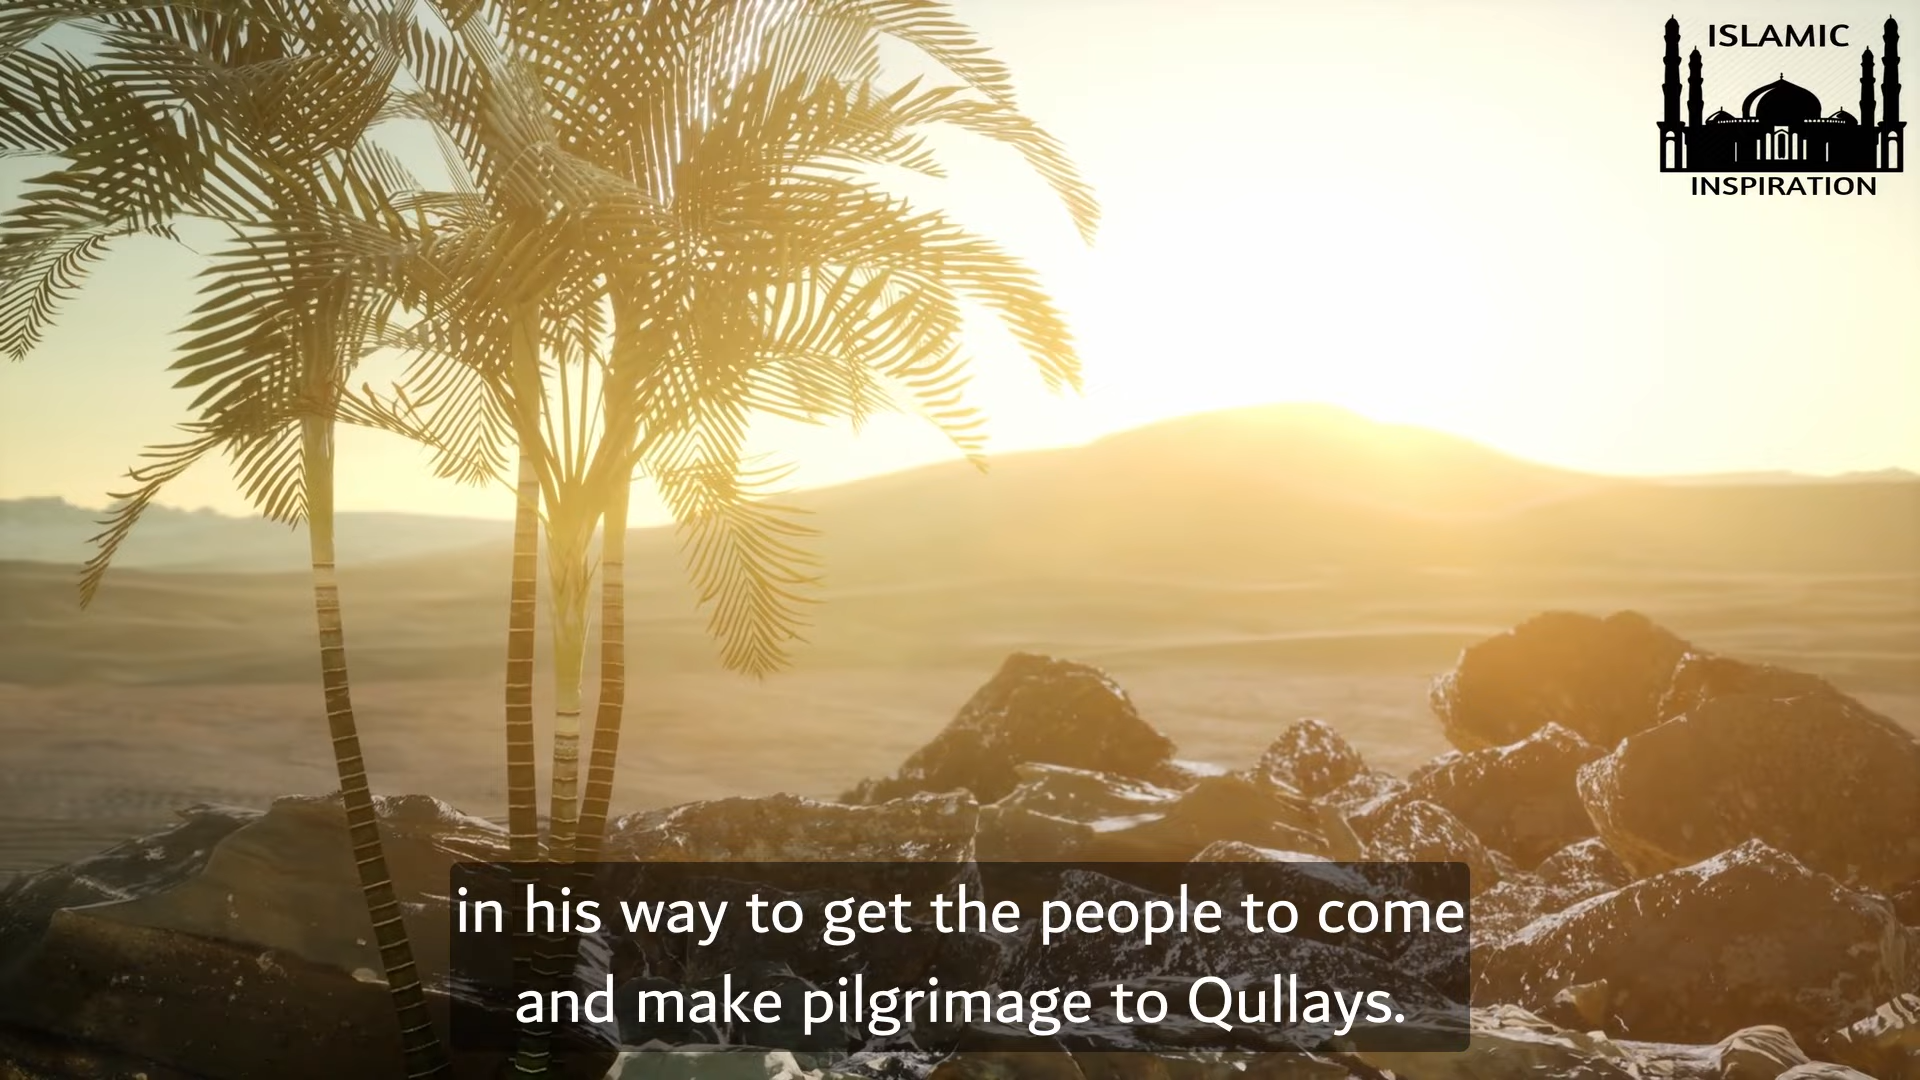 ISLAMIC
INSPIRATION
in his way to get the people to come
and make pilgrimage to Qullays.